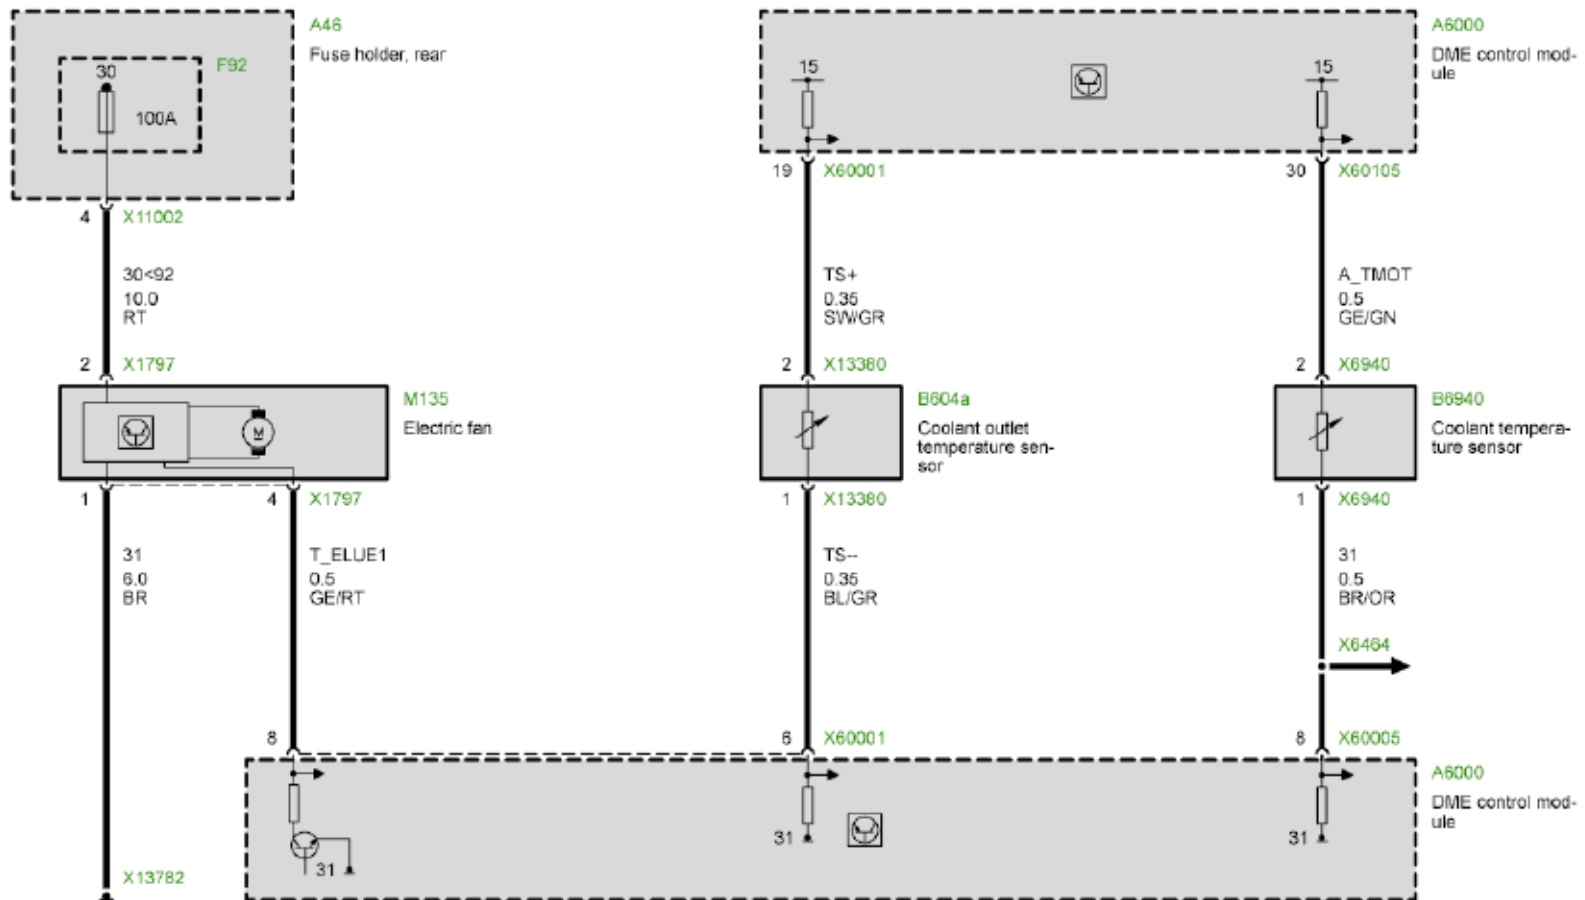 A46
Fuse holder, rear
F92
30
100A
4 X11002
30<92
10.0
RT
2 X1797
M135
Electric fan
M
1
4 X1797
31
6.0
BR
T_ELUE1
0.5
GE/RT
8
X13782
31
A6000
DME control mod-
ule
15
15
19 X60001
30 X60105
TS+
0.35
SW/GR
A_TMOT
0.5
GE/GN
2 X13380
2 X6940
B604a
Coolant outlet
temperature sen-
sor
B6940
Coolant tempera-
ture sensor
1 X13380
1 X6940
TS--
0.35
BL/GR
31
0.5
BR/OR
X6464
6 X60001
8 X60005
A6000
DME control mod-
ule
31
31